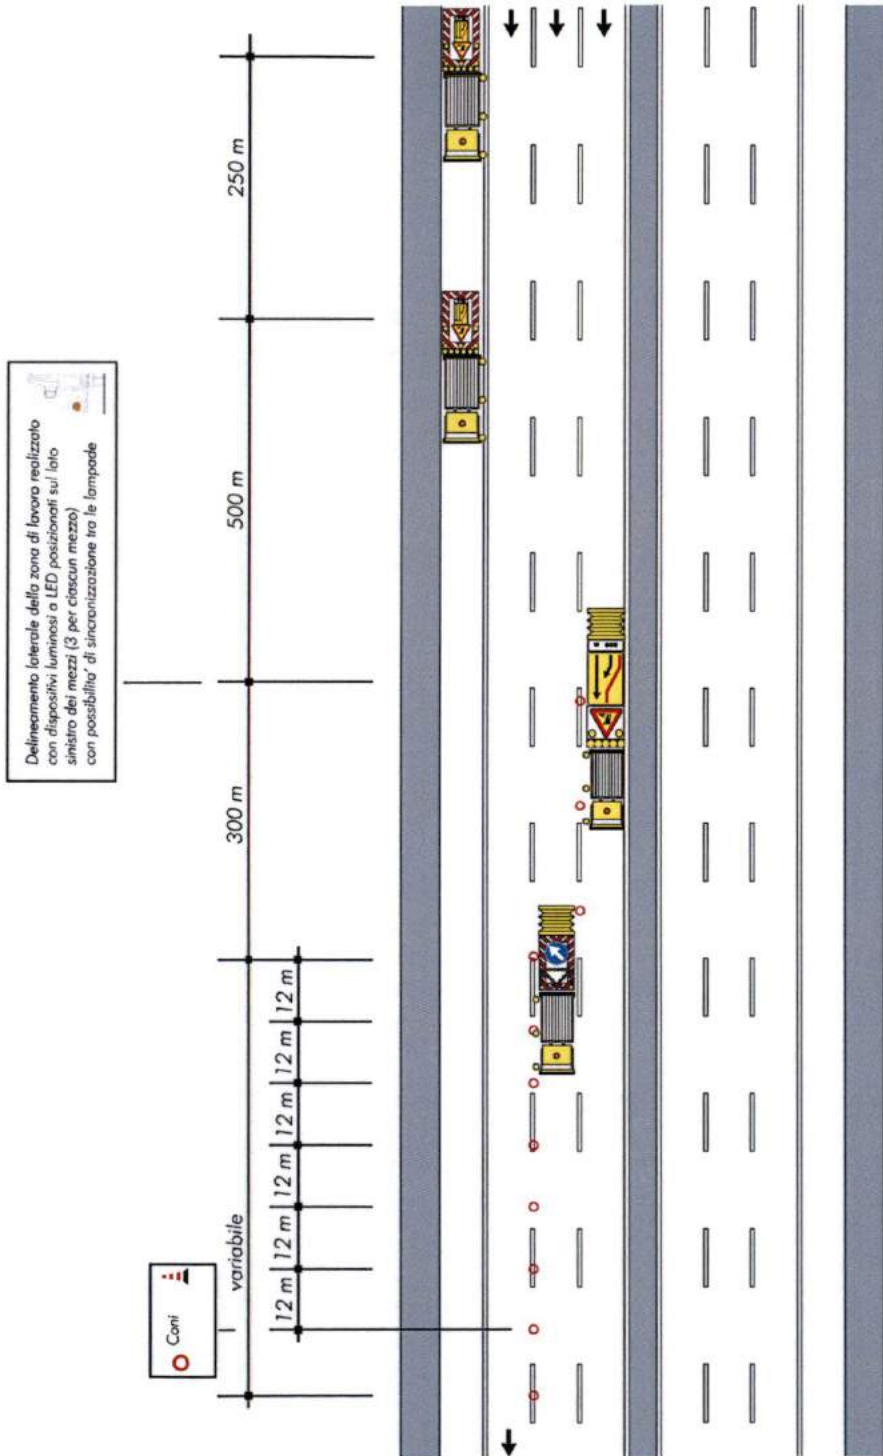 Delineamento laterale della zona di lavoro realizzato
con dispositivi luminosi a LED posizionati sul lato
sinistro dei mezzi (3 per ciascun mezzo)
con possibilita' di sincronizzazione tra le lampade
250 m
500 m
300 m
variabile
12 m
12 m
12 m
12 m
12 m
12 m
Coni